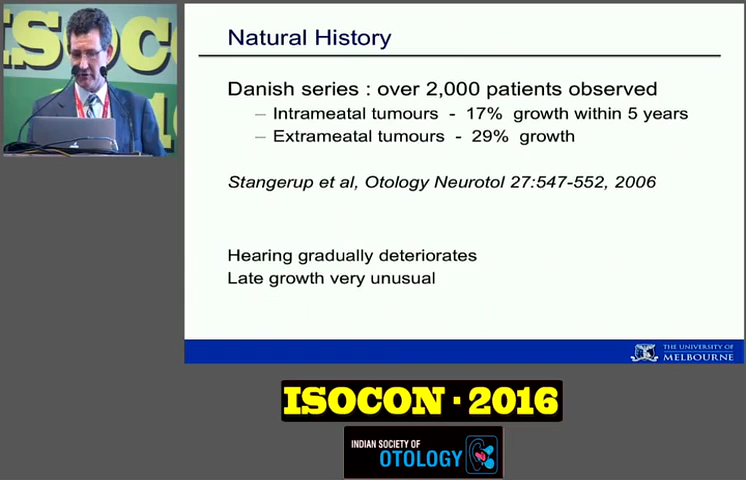 ISOCON
Natural History
Danish series : over 2,000 patients observed
– Intrameatal tumours - 17% growth within 5 years
– Extrameatal tumours - 29% growth
Stangerup et al, Otology Neurotol 27:547-552, 2006
Hearing gradually deteriorates
Late growth very unusual
THE UNIVERSITY OF
MELBOURNE
ISOCON · 2016
INDIAN SOCIETY OF
OTOLOGY